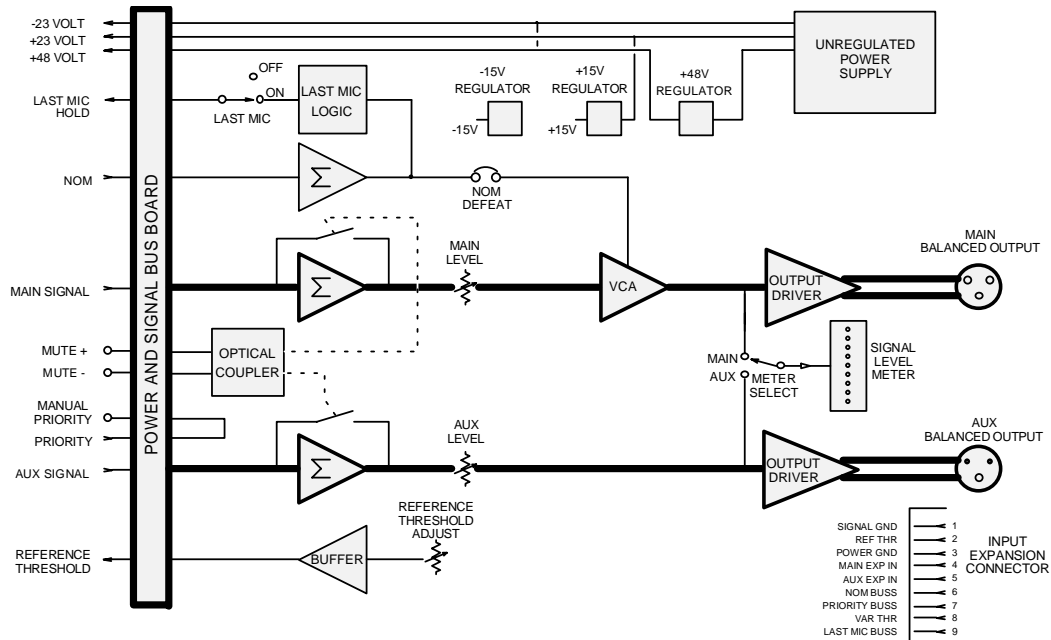 -23 VOLT
+23 VOLT
+48 VOLT
UNREGULATED
POWER
SUPPLY
OFF
ON
LAST MIC
HOLD
LAST MIC
LAST MIC
LOGIC
-15V
REGULATOR
-15V
+15V
REGULATOR
+15V
+48V
REGULATOR
POWER AND SIGNAL BUS BOARD
NOM
Σ
NOM
DEFEAT
MAIN SIGNAL
Σ
MAIN
LEVEL
VCA
OUTPUT
DRIVER
MAIN
BALANCED OUTPUT
MUTE +
MUTE -
OPTICAL
COUPLER
MAIN
AUX
METER
SELECT
SIGNAL
LEVEL
METER
MANUAL
PRIORITY
PRIORITY
AUX SIGNAL
Σ
AUX
LEVEL
OUTPUT
DRIVER
AUX
BALANCED OUTPUT
REFERENCE
THRESHOLD
BUFFER
REFERENCE
THRESHOLD
ADJUST
SIGNAL GND 1
REF THR 2
POWER GND 3
MAIN EXP IN 4
AUX EXP IN 5
NOM BUSS 6
PRIORITY BUSS 7
VAR THR 8
LAST MIC BUSS 9
INPUT
EXPANSION
CONNECTOR